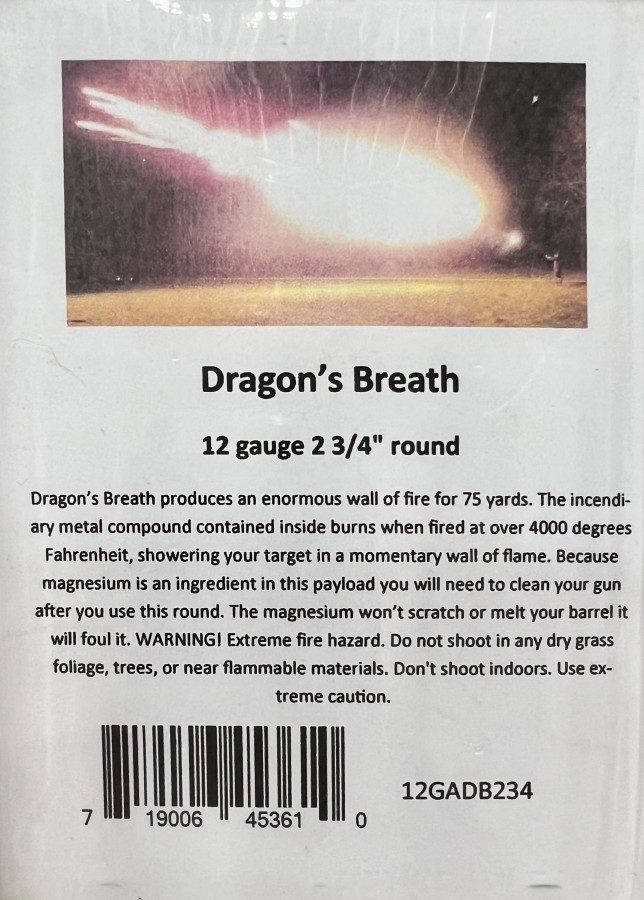 Dragon's Breath
12 gauge 2 3/4" round
Dragon's Breath produces an enormous wall of fire for 75 yards. The incendi-
ary metal compound contained inside burns when fired at over 4000 degrees
Fahrenheit, showering your target in a momentary wall of flame. Because
magnesium is an ingredient in this payload you will need to clean your gun
after you use this round. The magnesium won't scratch or melt your barrel it
will foul it. WARNING! Extreme fire hazard. Do not shoot in any dry grass
foliage, trees, or near flammable materials. Don't shoot indoors. Use ex-
treme caution.
7 19006 45361 0
12GADB234